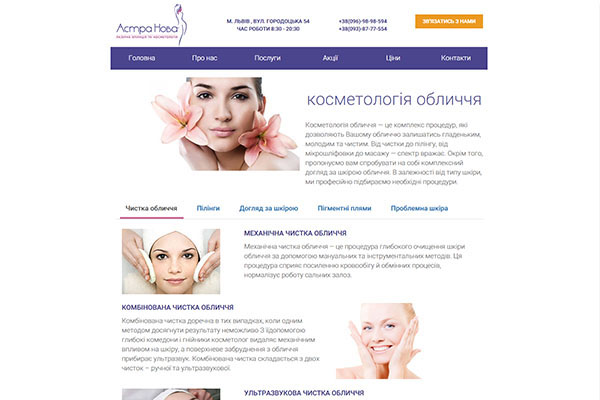 Астра Нова
М. ЛЬВІВ , ВУЛ. ГОРОДОЦЬКА 54
ЧАС РОБОТИ 8:30 - 20:30
+38(096)-98-98-594
+38(093)-87-77-554
ЗВ'ЯЗАТИСЬ З НАМИ
Головна
Про нас
Послуги
Акції
Ціни
Контакти
косметологія обличчя
Косметологія обличчя — це комплекс процедур, які
дозволяють Вашому обличчю залишатись гладеньким,
молодим та чистим. Від чистки до пілінгу, від
мікрошліфовки до масажу — спектр вражає. Окрім того,
пропонуємо вам спробувати на собі комплексний
догляд за шкірою обличчя. В залежності від типу шкіри,
ми професійно підбираємо необхідні процедури.
Чистка обличчя
Пілінги
Догляд за шкірою
Пігментні плями
Проблемна шкіра
МЕХАНІЧНА ЧИСТКА ОБЛИЧЧЯ
Механічна чистка обличчя – це процедура глибокого очищення шкіри
обличчя за допомогою мануальних та інструментальних методів. Ця
процедура сприяє посиленню кровообігу й обмінних процесів,
нормалізує роботу сальних залоз.
КОМБІНОВАНА ЧИСТКА ОБЛИЧЧЯ
Комбінована чистка доречна в тих випадках, коли одним
методом досягнути результату неможливо З їїдопомогою
глибокі комедони і гнійники косметолог видаляє механічним
впливом на шкіру, а поверхневе забруднення з обличчя
прибирає ультразвук. Комбінована чистка складається з двох
чисток – ручної та ультразвукової.
УЛЬТРАЗВУКОВА ЧИСТКА ОБЛИЧЧЯ